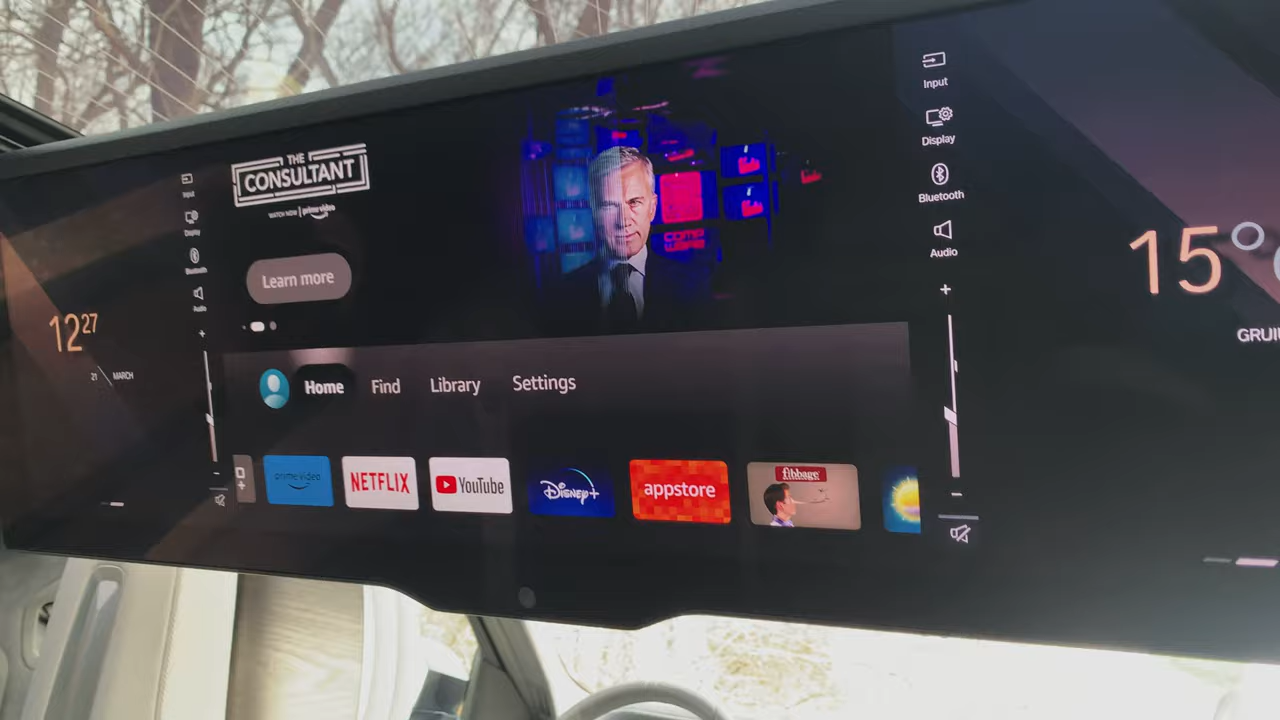 12 27
21 MARCH
Input
Display
Bluetooth
Audio
+
THE
CONSULTANT
WATCH NOW | prime video
Learn more
Home Find Library Settings
prime video
NETFLIX
YouTube
Disney+
appstore
fibbage
Input
Display
Bluetooth
Audio
+
15°
GRUI